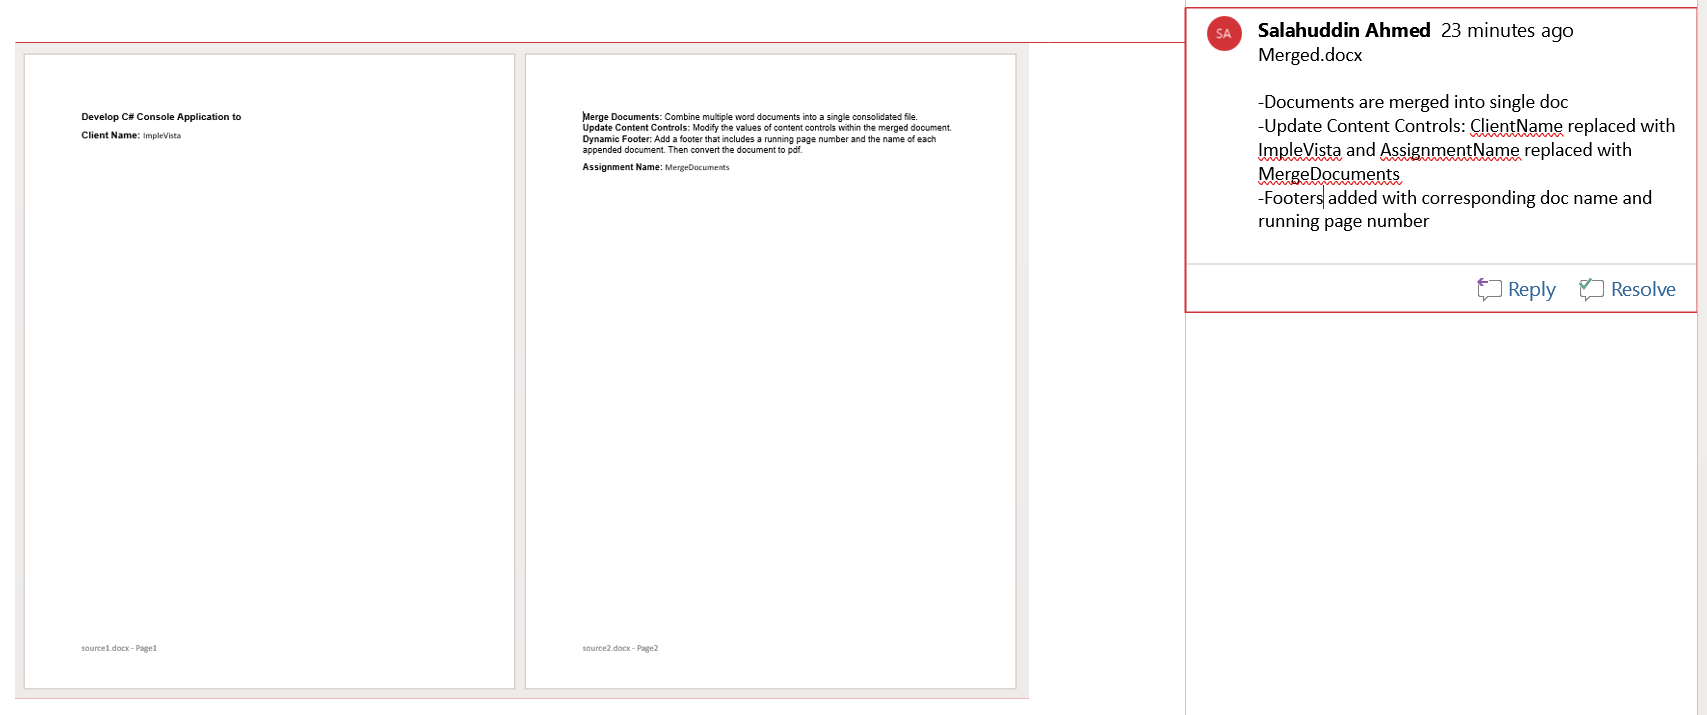 Develop C# Console Application to
Client Name: ImpleVista
source1.docx - Page1
Merge Documents: Combine multiple word documents into a single consolidated file.
Update Content Controls: Modify the values of content controls within the merged document.
Dynamic Footer: Add a footer that includes a running page number and the name of each
appended document. Then convert the document to pdf.
Assignment Name: MergeDocuments
source2.docx - Page2
SA
Salahuddin Ahmed 23 minutes ago
Merged.docx
-Documents are merged into single doc
-Update Content Controls: ClientName replaced with
ImpleVista and AssignmentName replaced with
MergeDocuments
-Footers added with corresponding doc name and
running page number
Reply Resolve